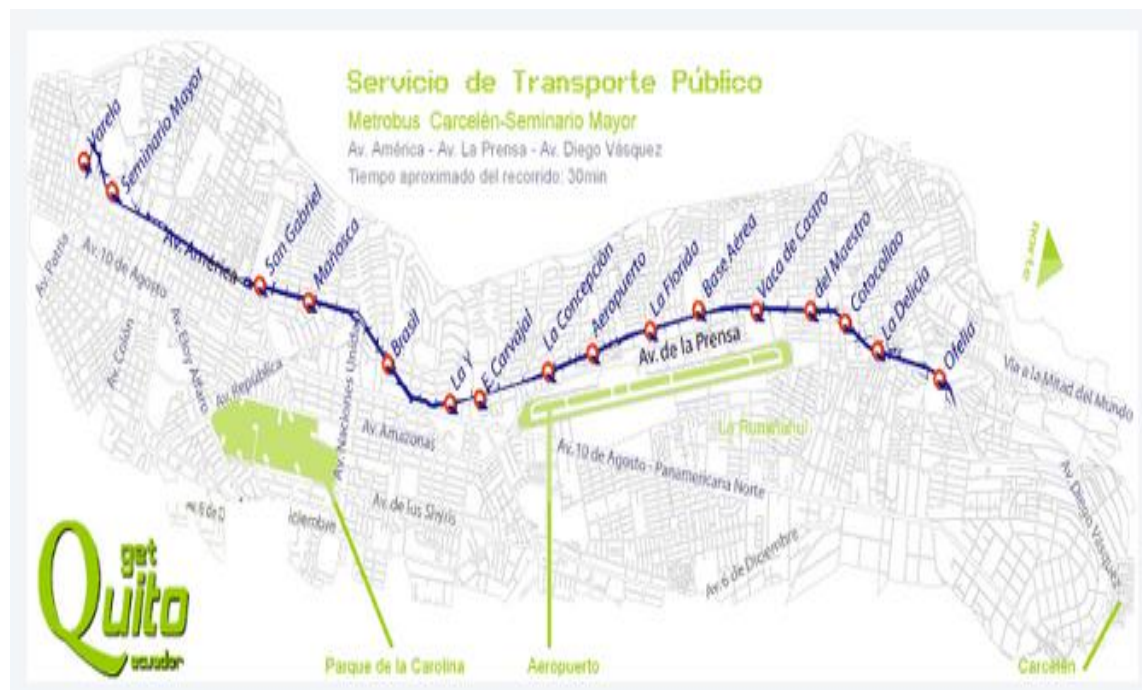 Servicio de Transporte Público
Metrobus Carcelén-Seminario Mayor
Av. América - Av. La Prensa - Av. Diego Vásquez
Tiempo aproximado del recorrido: 30min
Varela
Seminario Mayor
San Gabriel
Mañosca
Brasil
La Y
F. Carvajal
La Concepción
Aeropuerto
La Florida
Base Aérea
Vaca de Castro
del Maestro
Cotocollao
La Delicia
Ofelia
norte
Av. América
Av. de la Prensa
Av. Patria
Av. 10 de Agosto
Av. Colón
Av. Eloy Alfaro
Av. República
Av. Naciones Unidas
Av. Amazonas
Av. de los Shyris
Av. 10 de Agosto - Panamericana Norte
La Rumiñahui
Av. 6 de Diciembre
Vía a la Mitad del Mundo
Av. Diego Vásquez
get
Quito
ecuador
Parque de la Carolina
Aeropuerto
Carcelén